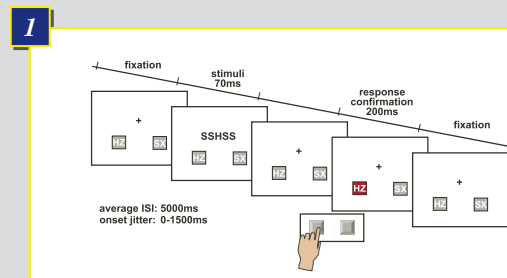 1
fixation
stimuli
70ms
response
confirmation
200ms
fixation
+
HZ SX
SSHSS
HZ SX
+
HZ SX
+
HZ SX
+
HZ SX
average ISI: 5000ms
onset jitter: 0-1500ms